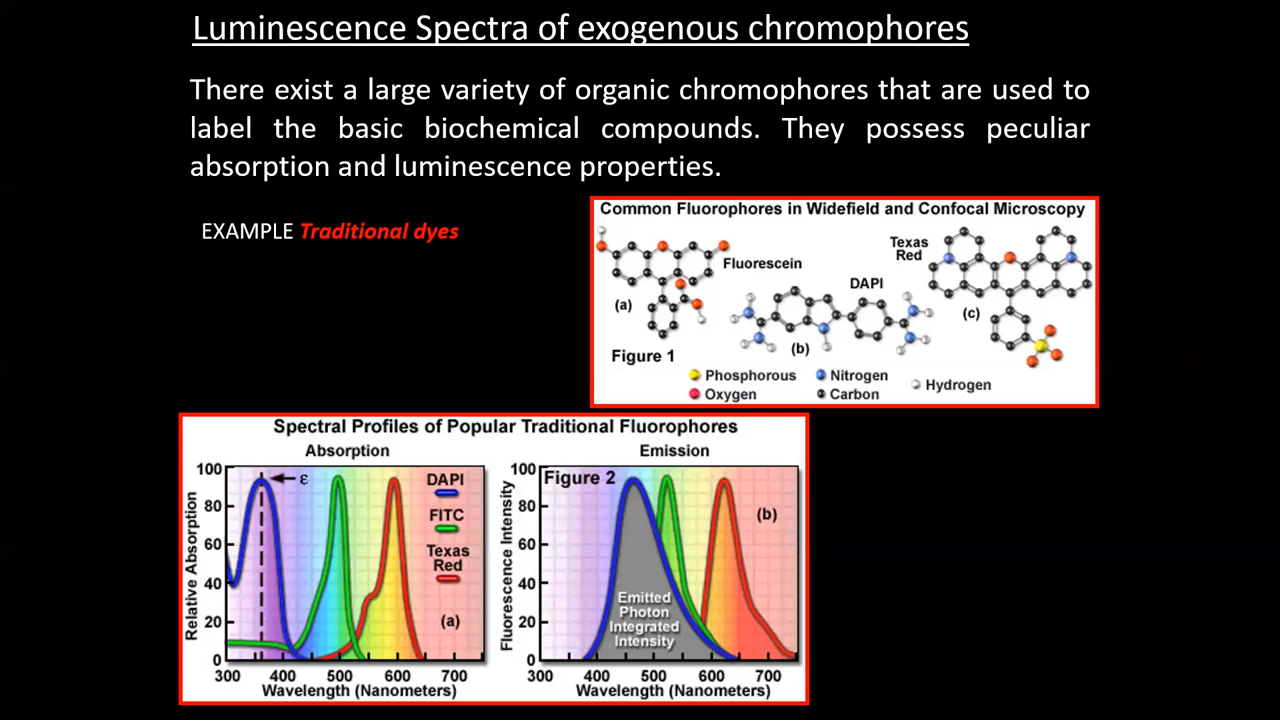 Luminescence Spectra of exogenous chromophores
There exist a large variety of organic chromophores that are used to
label the basic biochemical compounds. They possess peculiar
absorption and luminescence properties.
EXAMPLE Traditional dyes
Common Fluorophores in Widefield and Confocal Microscopy
Texas
Red
Fluorescein
DAPI
(a)
(c)
(b)
Figure 1
Phosphorous
Nitrogen
Hydrogen
Oxygen
Carbon
Spectral Profiles of Popular Traditional Fluorophores
Absorption
Relative Absorption
100
80
60
40
20
0
ε
DAPI
FITC
Texas
Red
(a)
300 400 500 600 700
Wavelength (Nanometers)
Emission
Fluorescence Intensity
100
80
60
40
20
0
Figure 2
(b)
Emitted
Photon
Integrated
Intensity
300 400 500 600 700
Wavelength (Nanometers)